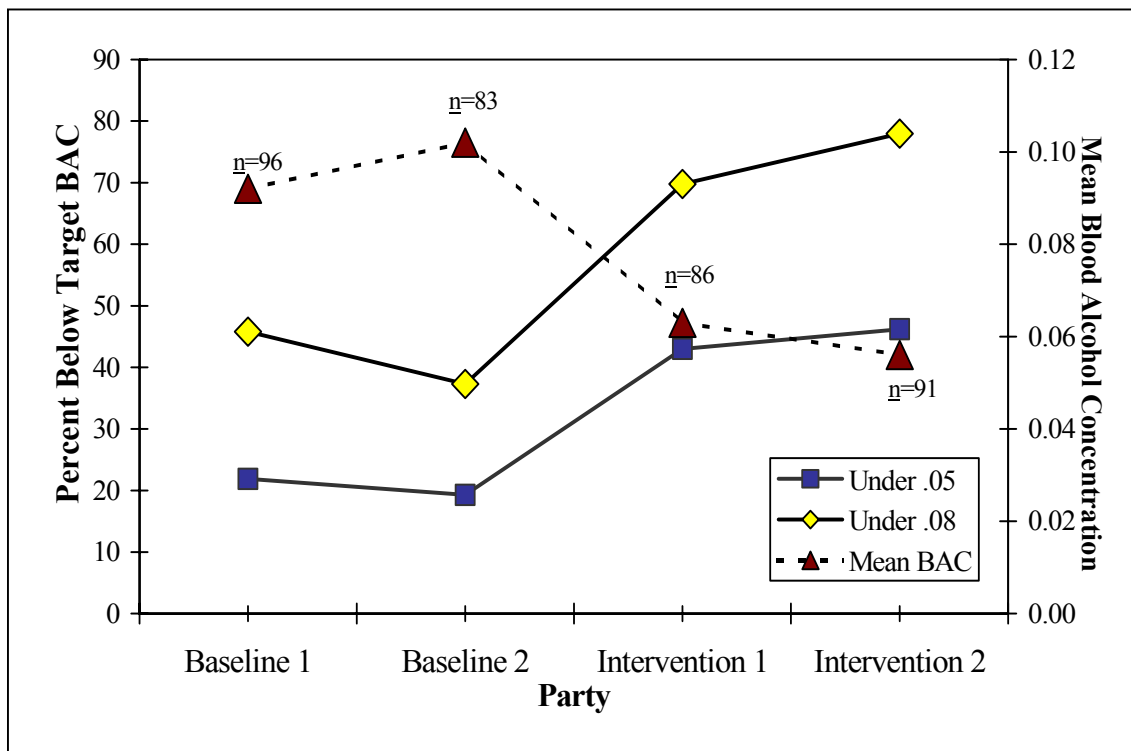 90
80
70
60
50
40
30
20
10
0
Percent Below Target BAC
0.12
0.10
0.08
0.06
0.04
0.02
0.00
Mean Blood Alcohol Concentration
n=96
n=83
n=86
n=91
Under .05
Under .08
Mean BAC
Baseline 1 Baseline 2 Intervention 1 Intervention 2
Party